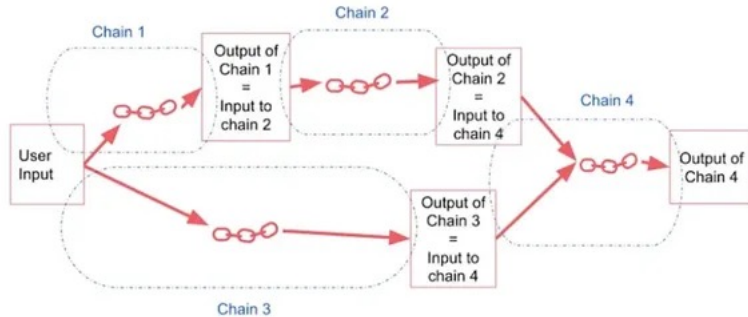 Chain 1
Chain 2
Output of
Chain 1
=
Input to
chain 2
Output of
Chain 2
=
Input to
chain 4
Chain 4
User
Input
Output of
Chain 4
Output of
Chain 3
=
Input to
chain 4
Chain 3